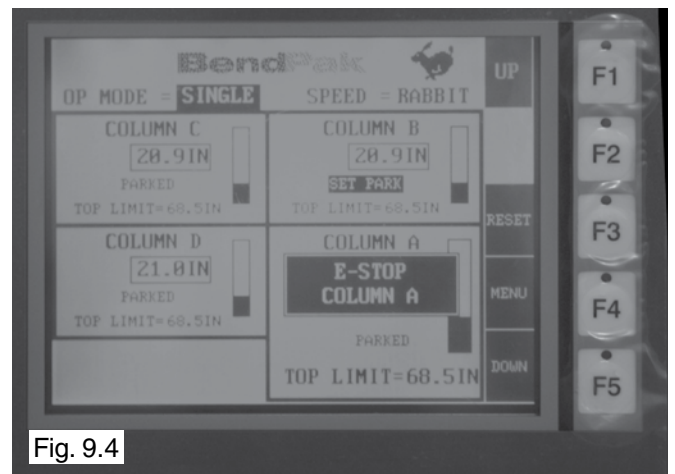 BendPak
OP MODE = SINGLE SPEED = RABBIT
UP
COLUMN C
20.9IN
PARKED
TOP LIMIT=68.5IN
COLUMN B
20.9IN
SET PARK
TOP LIMIT=68.5IN
RESET
COLUMN D
21.0IN
PARKED
TOP LIMIT=68.5IN
COLUMN A
E-STOP
COLUMN A
PARKED
TOP LIMIT=68.5IN
MENU
DOWN
F1
F2
F3
F4
F5
Fig. 9.4